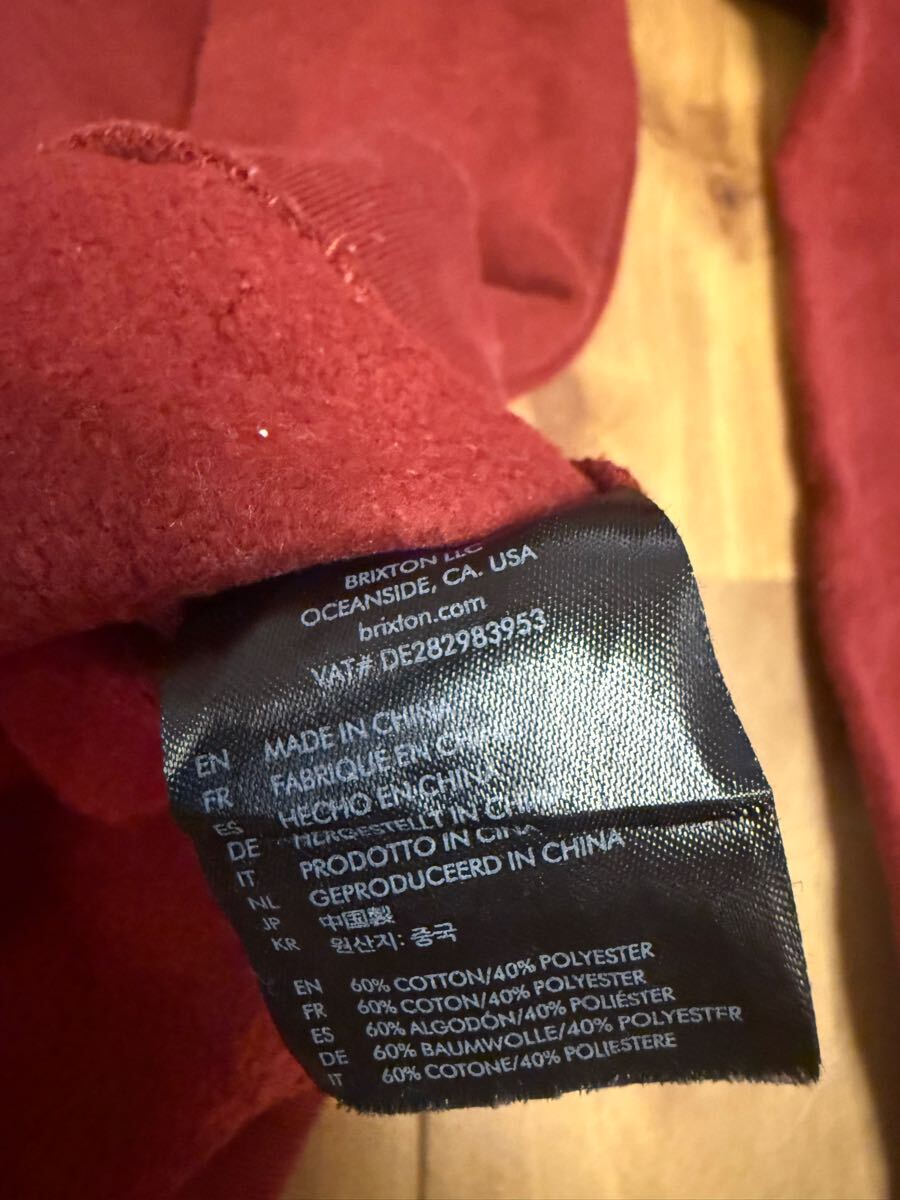 BRIXTON LLC
OCEANSIDE, CA. USA
brixton.com
VAT# DE282983953
EN MADE IN CHINA
FR FABRIQUE EN CHINE
ES HECHO EN CHINA
DE HERGESTELLT IN CHINA
IT PRODOTTO IN CINA
NL GEPRODUCEERD IN CHINA
JP 中国製
KR 원산지: 중국
EN 60% COTTON/40% POLYESTER
FR 60% COTON/40% POLYESTER
ES 60% ALGODÓN/40% POLIÉSTER
DE 60% BAUMWOLLE/40% POLYESTER
IT 60% COTONE/40% POLIESTERE